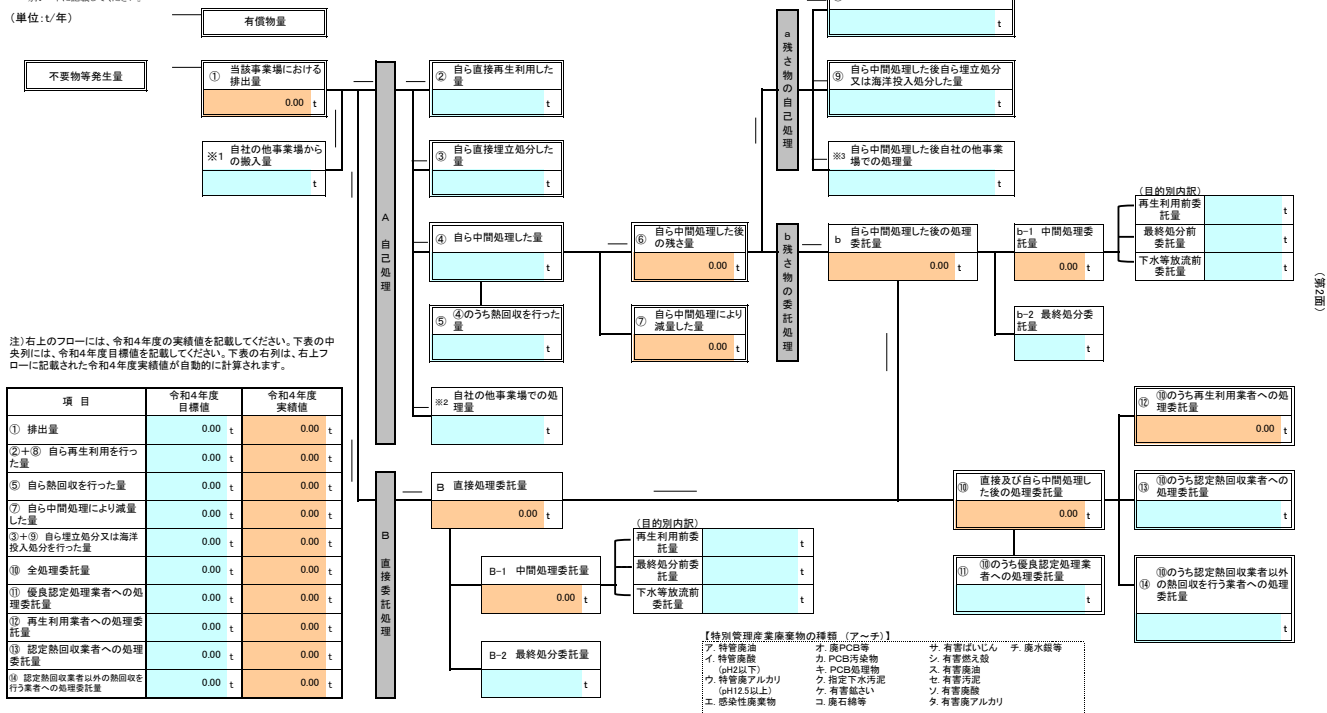 (単位:t/年)
有償物量
t
不要物等発生量
① 当該事業場における
排出量
0.00 t
※1 自社の他事業場から
の搬入量
t
A 自己処理
② 自ら直接再生利用した
量
t
③ 自ら直接埋立処分した
量
t
④ 自ら中間処理した量
t
⑤ ④のうち熱回収を行った
量
t
※2 自社の他事業場での処
理量
t
⑥ 自ら中間処理した後
の残さ量
0.00 t
⑦ 自ら中間処理により
減量した量
0.00 t
a 残さ物の自己処理
⑨ 自ら中間処理した後自ら埋立処分
又は海洋投入処分した量
t
※3 自ら中間処理した後自社の他事業
場での処理量
t
b 残さ物の委託処理
b 自ら中間処理した後の処理
委託量
0.00 t
b-1 中間処理委
託量
0.00 t
b-2 最終処分委
託量
t
(目的別内訳)
再生利用前委
託量
t
最終処分前
委託量
t
下水等放流前
委託量
t
(第2面)
注)右上のフローには、令和4年度の実績値を記載してください。下表の中
央列には、令和4年度目標値を記載してください。下表の右列は、右上フ
ローに記載された令和4年度実績値が自動的に計算されます。
項 目 令和4年度 目標値 令和4年度 実績値
① 排出量 0.00 t 0.00 t
②+⑧ 自ら再生利用を行っ
た量 0.00 t 0.00 t
⑤ 自ら熱回収を行った量 0.00 t 0.00 t
⑦ 自ら中間処理により減量
した量 0.00 t 0.00 t
③+⑨ 自ら埋立処分又は海洋
投入処分を行った量 0.00 t 0.00 t
⑩ 全処理委託量 0.00 t 0.00 t
⑪ 優良認定処理業者への処
理委託量 0.00 t 0.00 t
⑫ 再生利用業者への処理委
託量 0.00 t 0.00 t
⑬ 認定熱回収業者への処理
委託量 0.00 t 0.00 t
⑭ 認定熱回収業者以外の熱回収を
行う業者への処理委託量 0.00 t 0.00 t
B 直接委託処理
B 直接処理委託量
0.00 t
B-1 中間処理委託量
0.00 t
B-2 最終処分委託量
t
(目的別内訳)
再生利用前委
託量
t
最終処分前委
託量
t
下水等放流前
委託量
t
⑩ 直接及び自ら中間処理し
た後の処理委託量
0.00 t
⑪ ⑩のうち優良認定処理業
者への処理委託量
t
⑫ ⑩のうち再生利用業者への処
理委託量
0.00 t
⑬ ⑩のうち認定熱回収業者への
処理委託量
t
⑭ ⑩のうち認定熱回収業者以外
の熱回収を行う業者への処理
委託量
t
【特別管理産業廃棄物の種類 (ア～チ)】
ア. 特管廃油 オ. 廃PCB等 サ. 有害ばいじん チ. 廃水銀等
イ. 特管廃酸 カ. PCB汚染物 シ. 有害燃え殻
(pH2以下) キ. PCB処理物 ス. 有害廃油
ウ. 特管廃アルカリ ク. 指定下水汚泥 セ. 有害汚泥
(pH12.5以上) ケ. 有害鉱さい ソ. 有害廃酸
エ. 感染性廃棄物 コ. 廃石綿等 タ. 有害廃アルカリ